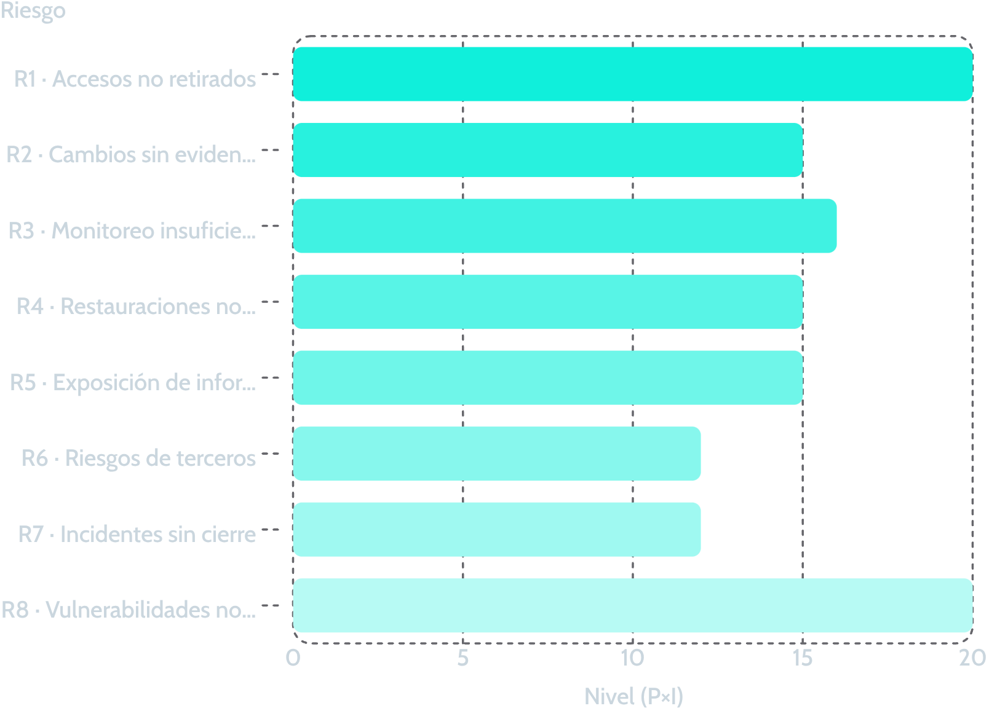 Riesgo
R1 · Accesos no retirados
R2 · Cambios sin eviden...
R3 · Monitoreo insuficie...
R4 · Restauraciones no...
R5 · Exposición de infor...
R6 · Riesgos de terceros
R7 · Incidentes sin cierre
R8 · Vulnerabilidades no...
0 5 10 15 20
Nivel (P×I)